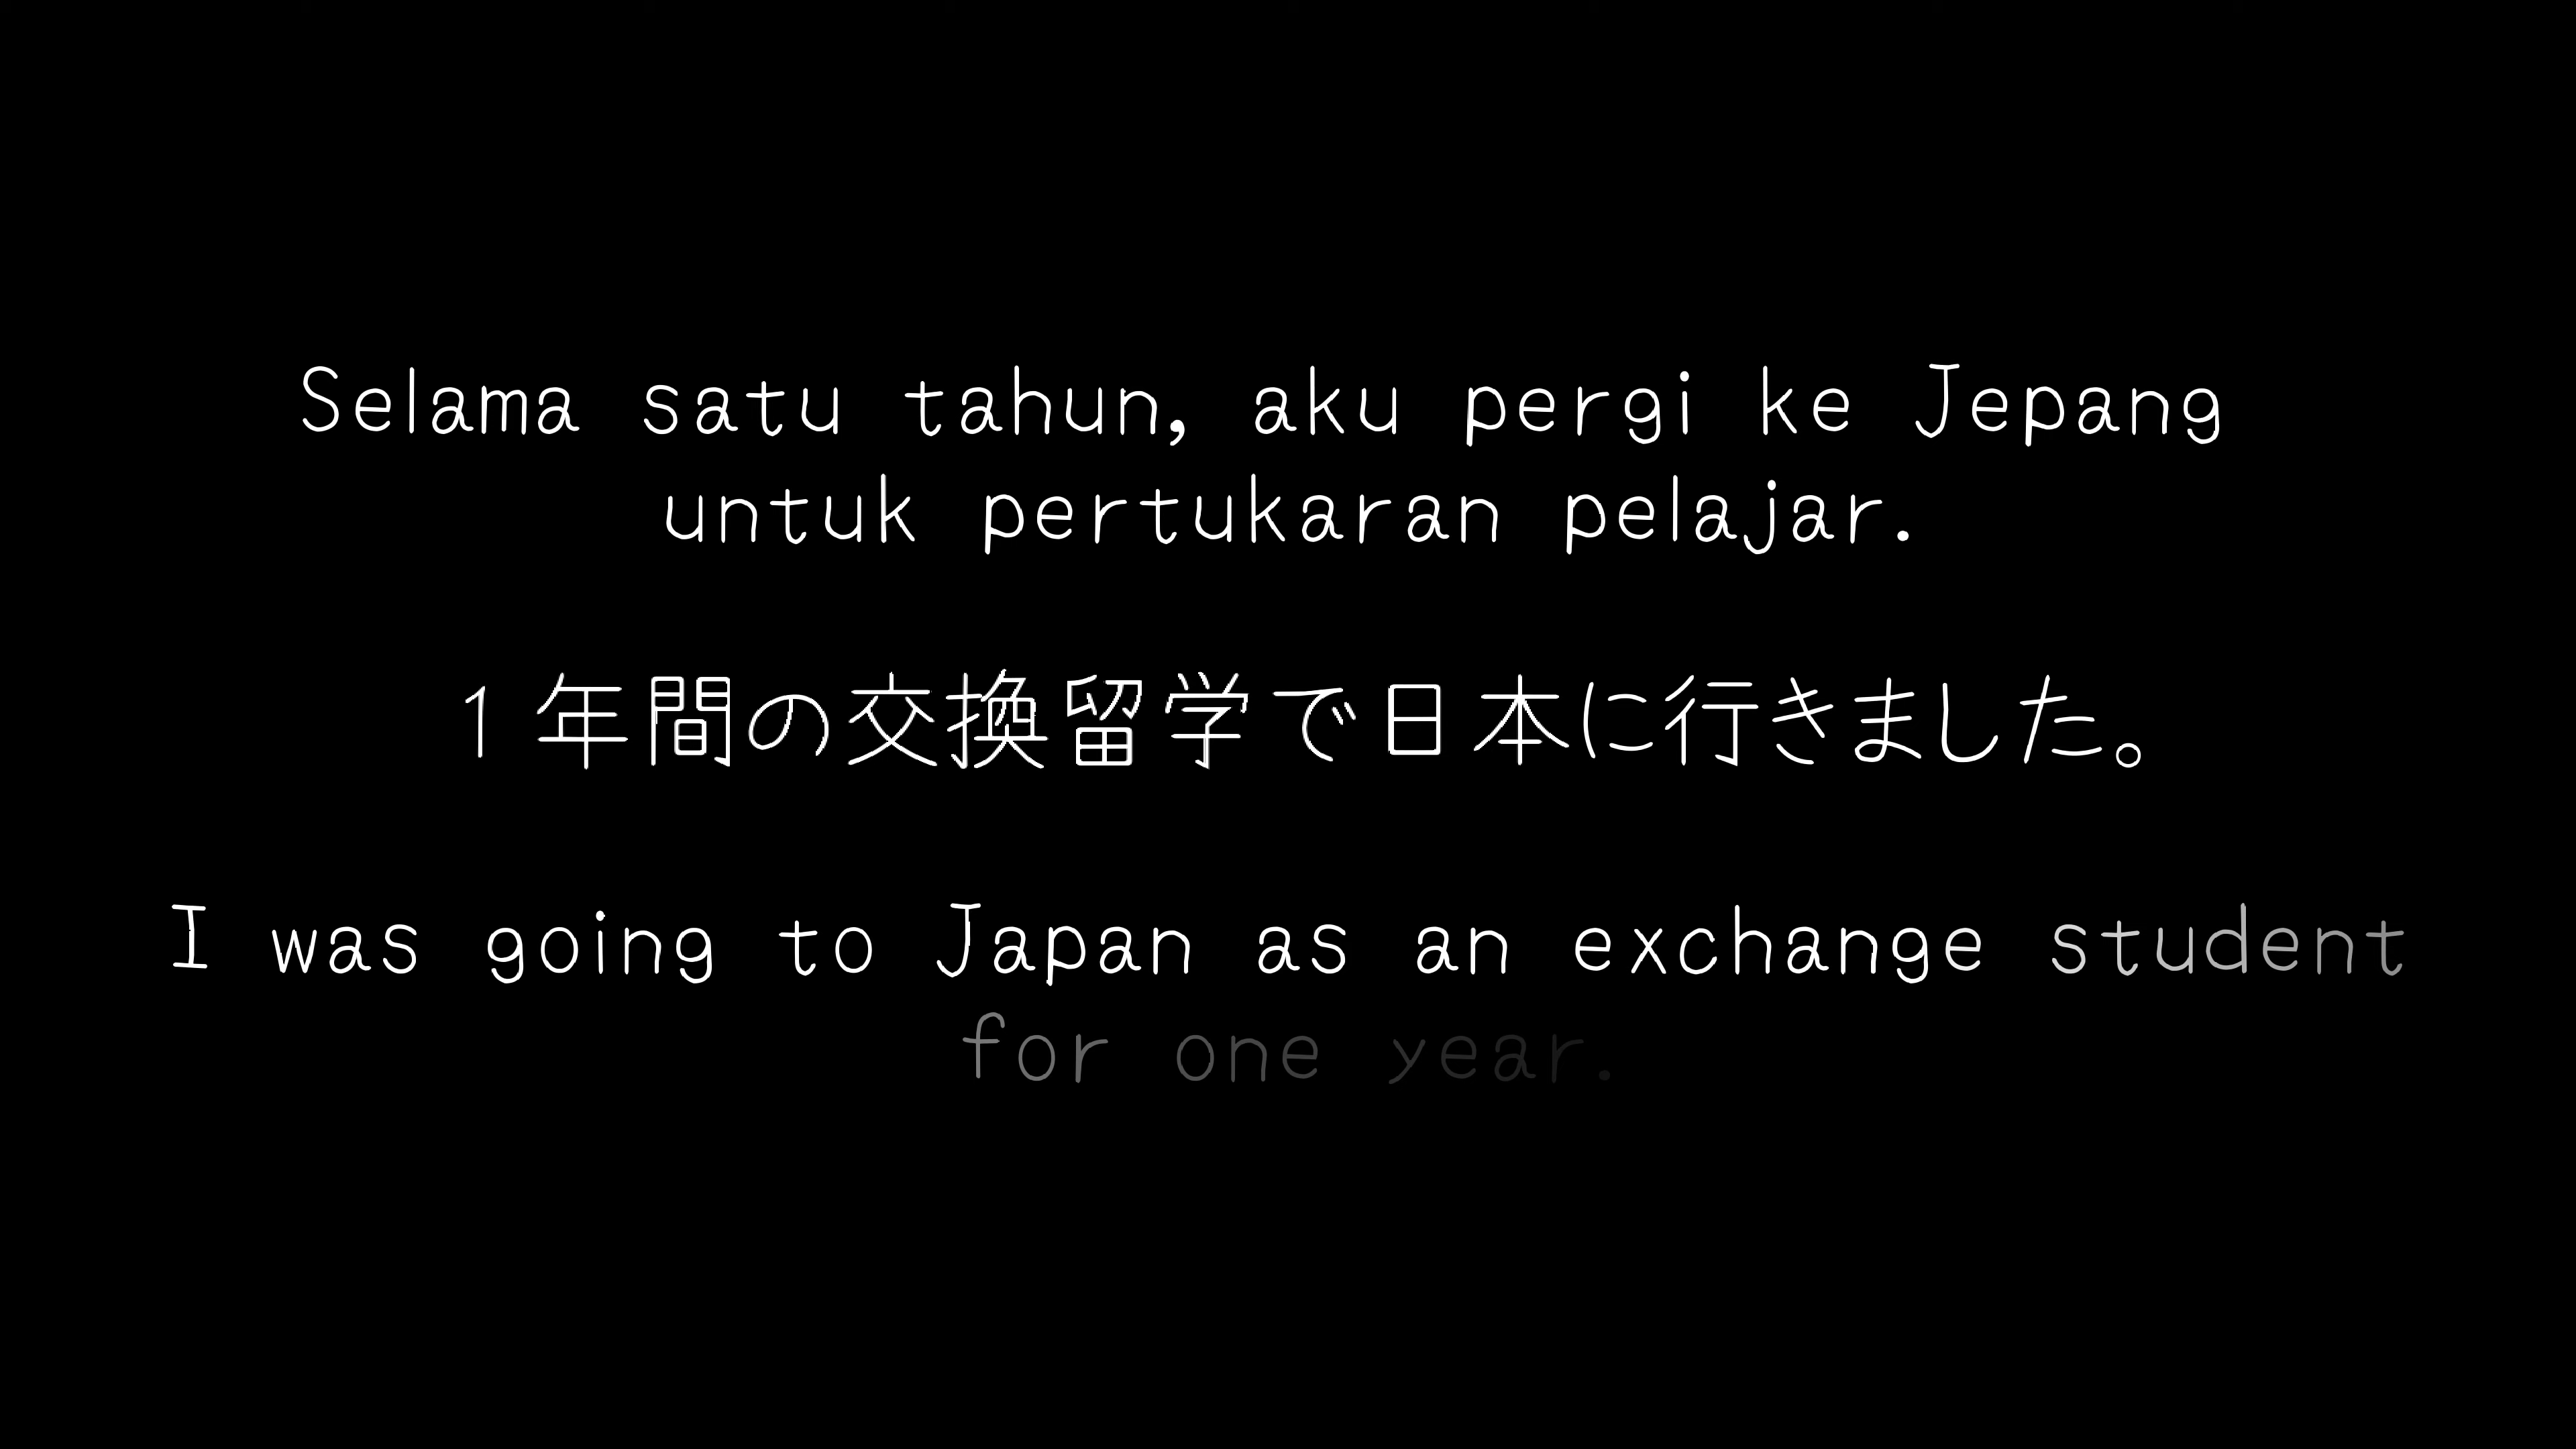 Selama satu tahun, aku pergi ke Jepang
untuk pertukaran pelajar.
1年間の交換留学で日本に行きました。
I was going to Japan as an exchange student
for one year.